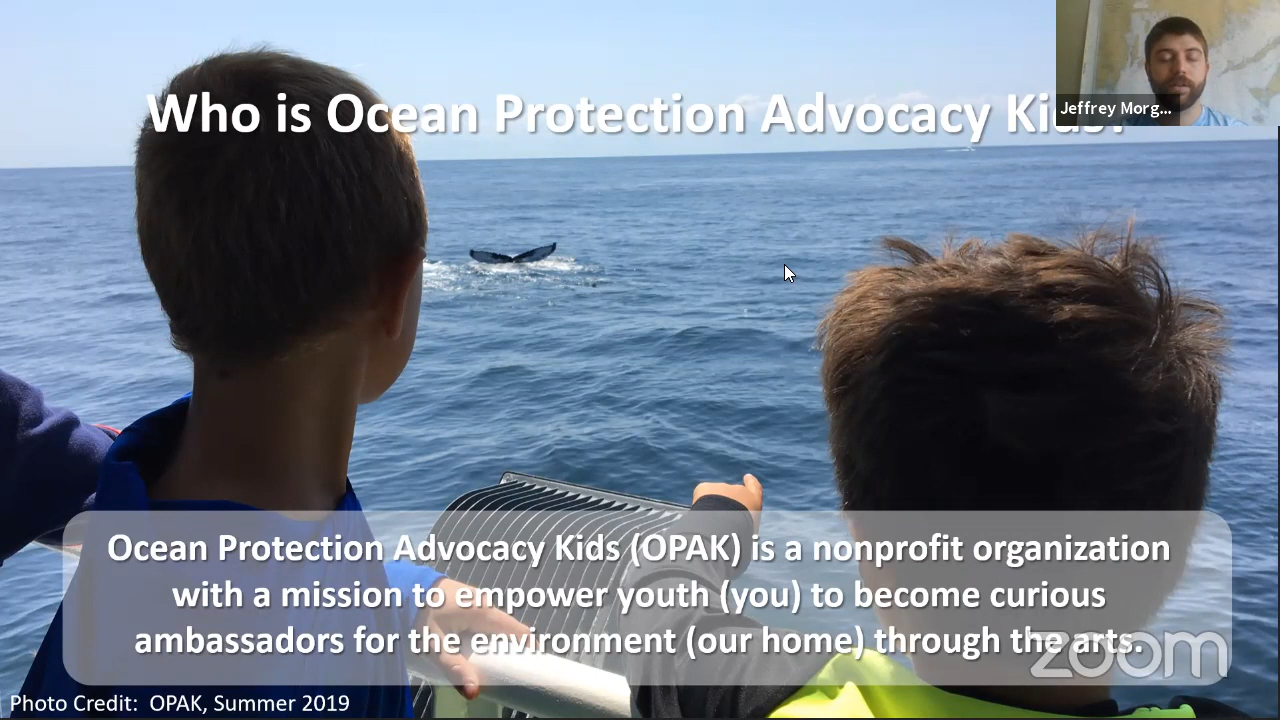 Who is Ocean Protection Advocacy Kids?
Jeffrey Morg...
Ocean Protection Advocacy Kids (OPAK) is a nonprofit organization
with a mission to empower youth (you) to become curious
ambassadors for the environment (our home) through the arts.
zoom
Photo Credit: OPAK, Summer 2019